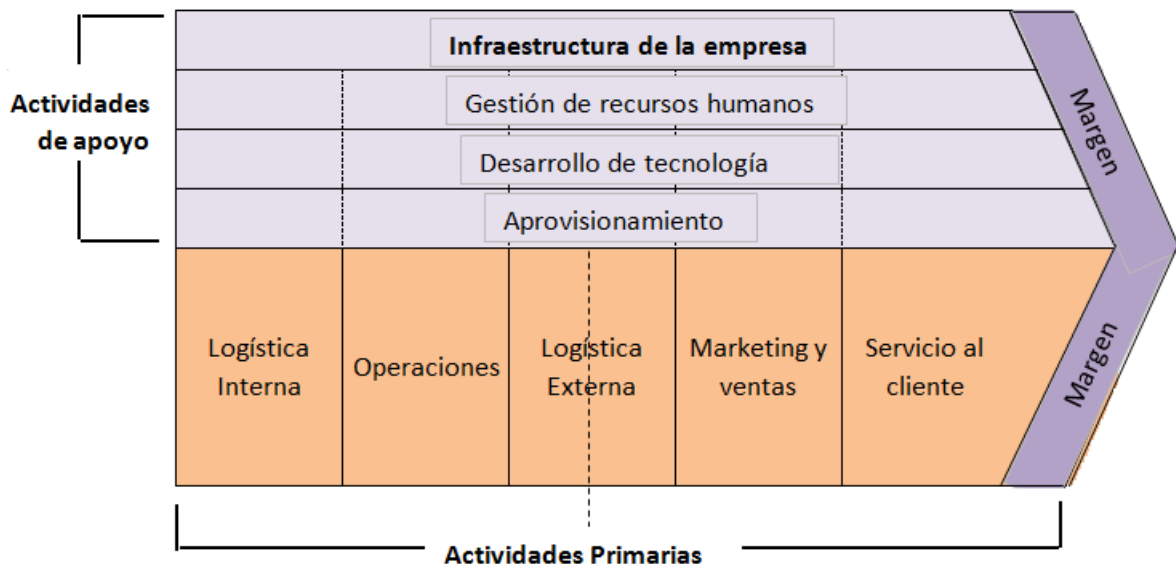 Infraestructura de la empresa
Gestión de recursos humanos
Desarrollo de tecnología
Aprovisionamiento
Actividades
de apoyo
Margen
Logística
Interna
Operaciones
Logística
Externa
Marketing y
ventas
Servicio al
cliente
Margen
Actividades Primarias